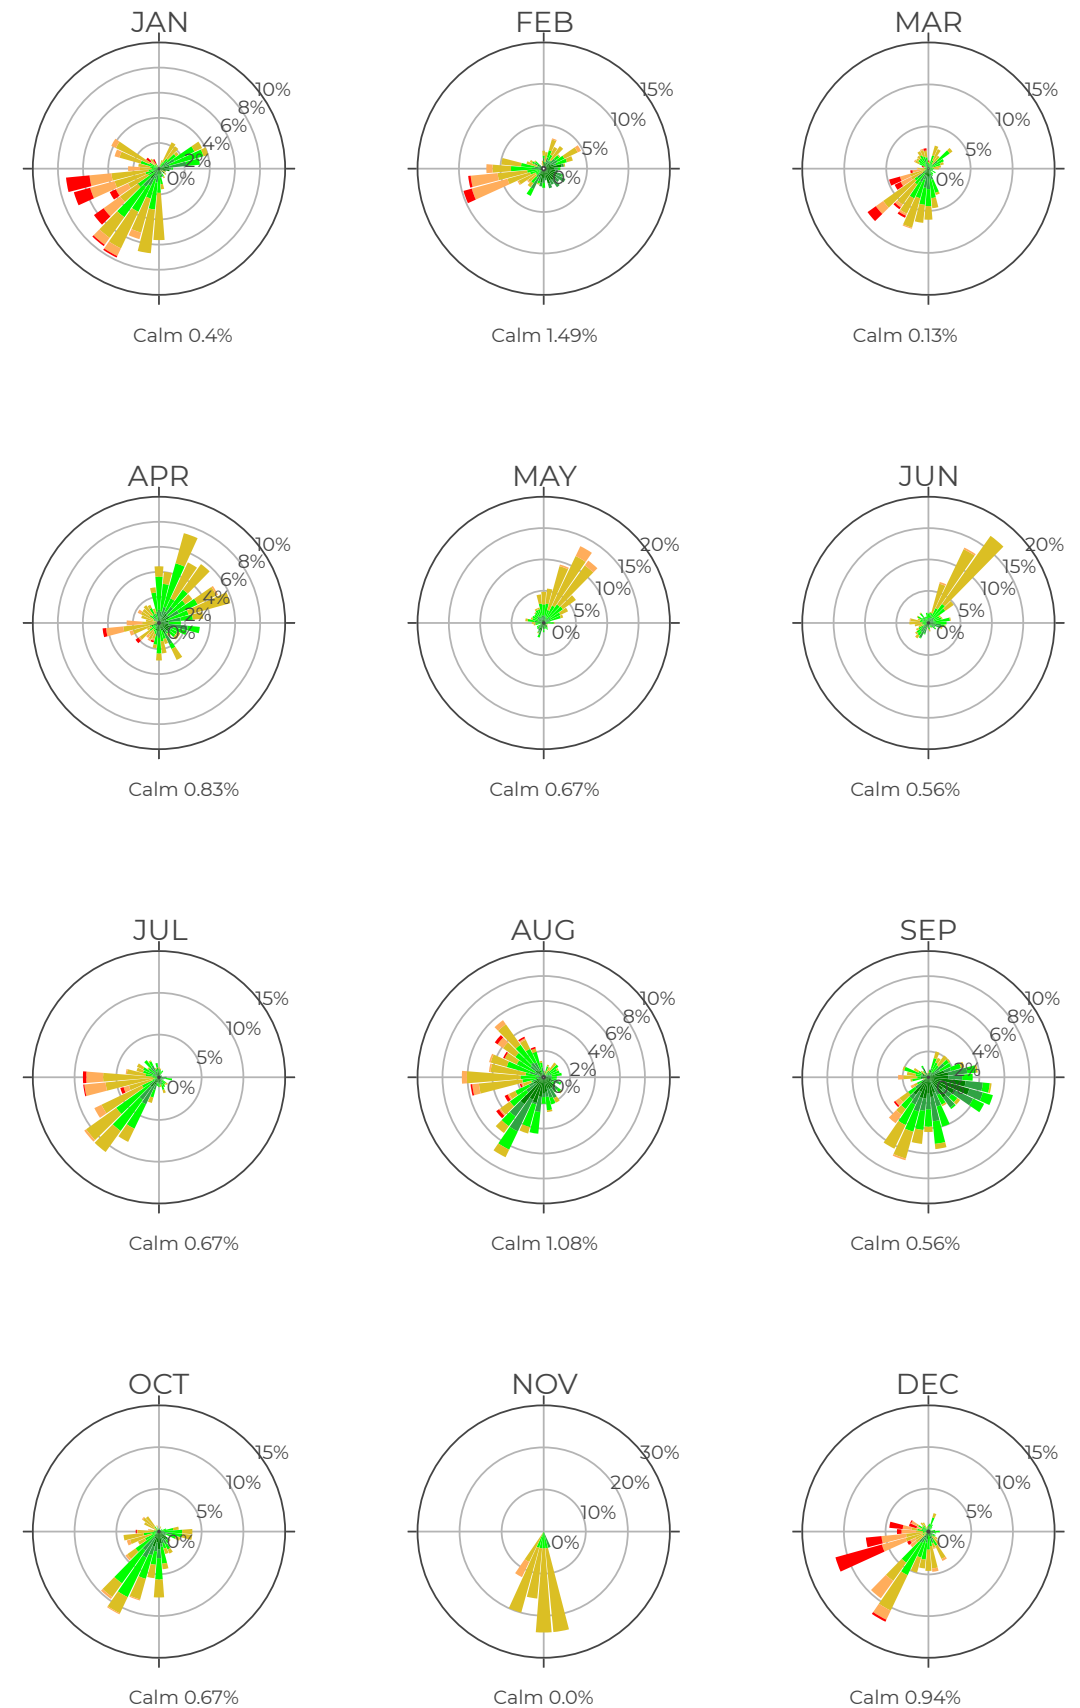 JAN FEB MAR
10% 15% 15%
8% 10% 10%
6%
4% 5% 5%
2%
0% 0% 0%
Calm 0.4% Calm 1.49% Calm 0.13%
APR MAY JUN
10% 20% 20%
8% 15% 15%
6% 10% 10%
4% 5% 5%
2%
0% 0% 0%
Calm 0.83% Calm 0.67% Calm 0.56%
JUL AUG SEP
15% 10% 10%
10% 8% 8%
6% 6%
5% 4% 4%
2% 2%
0% 0%
Calm 0.67% Calm 1.08% Calm 0.56%
OCT NOV DEC
15% 30% 15%
10% 20% 10%
5% 10% 5%
0% 0% 0%
Calm 0.67% Calm 0.0% Calm 0.94%